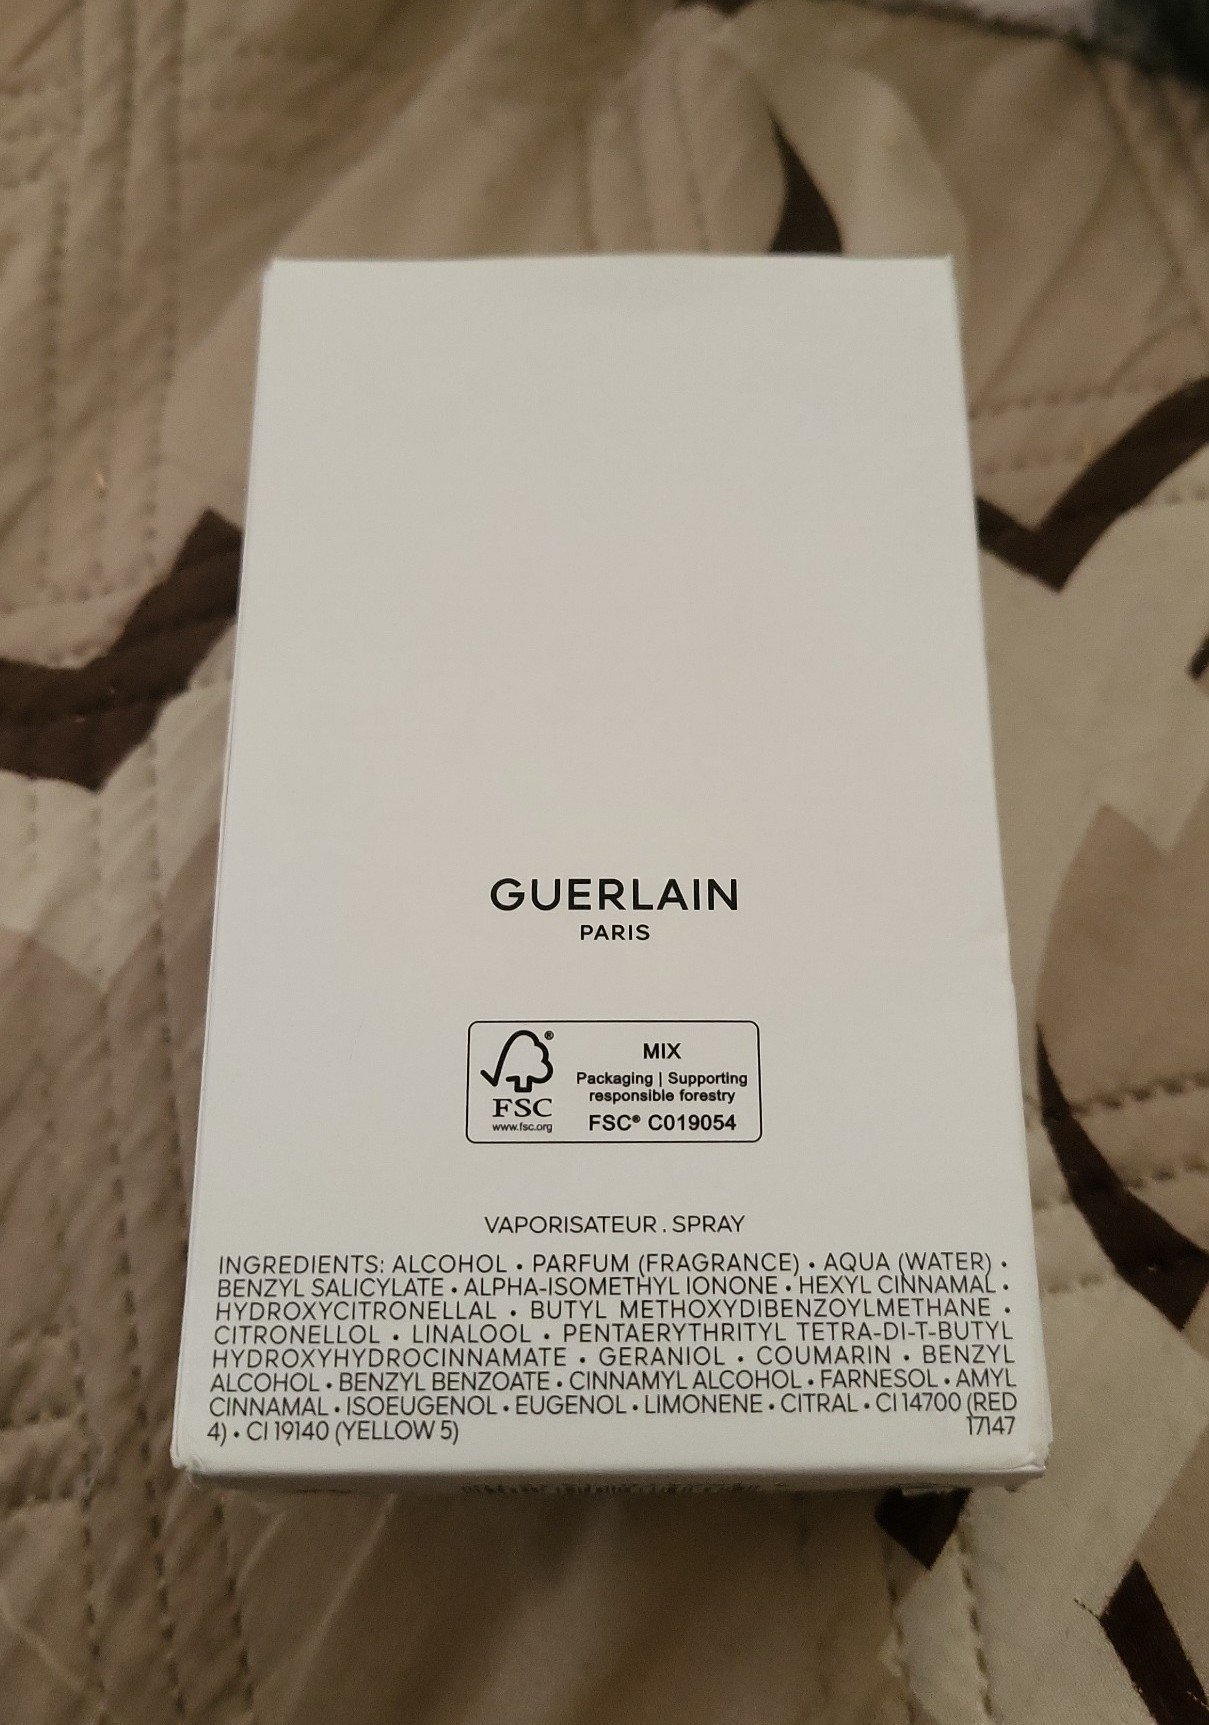 GUERLAIN
PARIS
FSC®
www.fsc.org
MIX
Packaging | Supporting
responsible forestry
FSC® C019054
VAPORISATEUR . SPRAY
INGREDIENTS: ALCOHOL • PARFUM (FRAGRANCE) • AQUA (WATER) •
BENZYL SALICYLATE • ALPHA-ISOMETHYL IONONE • HEXYL CINNAMAL •
HYDROXYCITRONELLAL • BUTYL METHOXYDIBENZOYLMETHANE •
CITRONELLOL • LINALOOL • PENTAERYTHRITYL TETRA-DI-T-BUTYL
HYDROXYHYDROCINNAMATE • GERANIOL • COUMARIN • BENZYL
ALCOHOL • BENZYL BENZOATE • CINNAMYL ALCOHOL • FARNESOL • AMYL
CINNAMAL • ISOEUGENOL • EUGENOL • LIMONENE • CITRAL • CI 14700 (RED
4) • CI 19140 (YELLOW 5) 17147